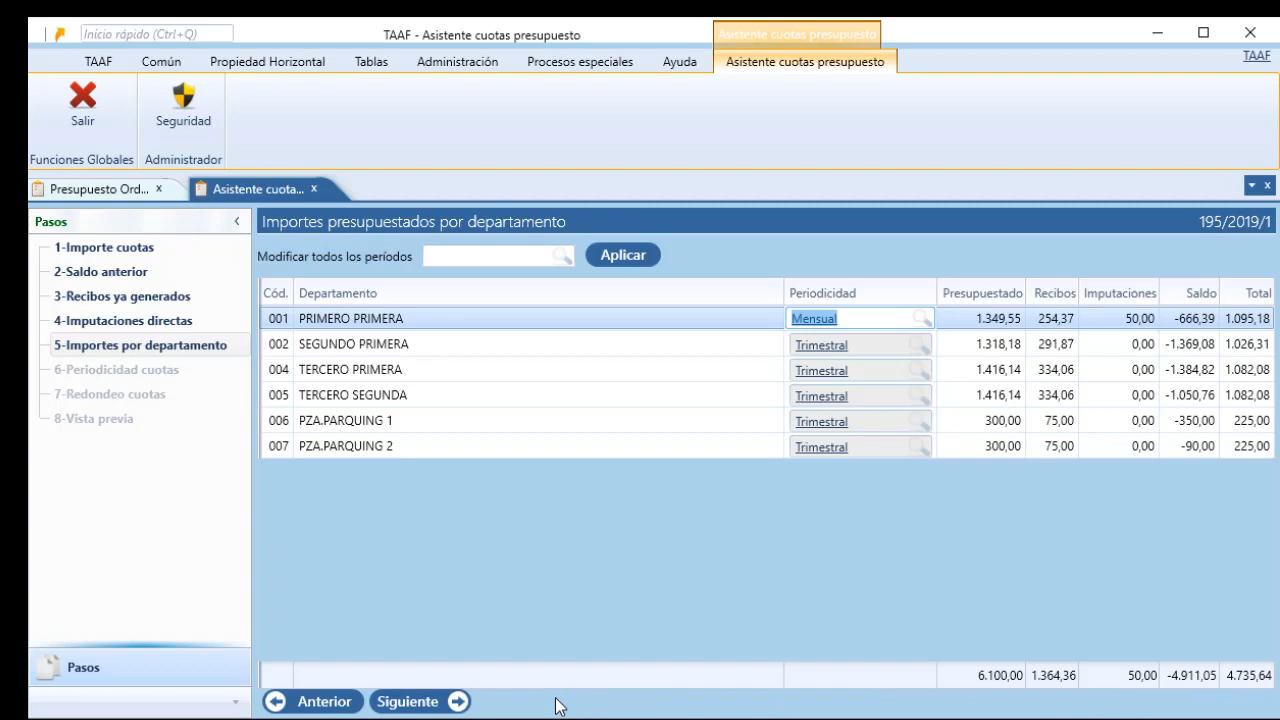 Inicio rápido (Ctrl+Q) TAAF - Asistente cuotas presupuesto Asistente cuotas presupuesto
TAAF Común Propiedad Horizontal Tablas Administración Procesos especiales Ayuda Asistente cuotas presupuesto TAAF
Salir Seguridad
Funciones Globales Administrador
Presupuesto Ord... x Asistente cuota... x
Pasos Importes presupuestados por departamento 195/2019/1
1-Importe cuotas
2-Saldo anterior
3-Recibos ya generados
4-Imputaciones directas
5-Importes por departamento
6-Periodicidad cuotas
7-Redondeo cuotas
8-Vista previa
Pasos
Modificar todos los períodos Aplicar
Cód. Departamento Periodicidad Presupuestado Recibos Imputaciones Saldo Total
001 PRIMERO PRIMERA Mensual 1.349,55 254,37 50,00 -666,39 1.095,18
002 SEGUNDO PRIMERA Trimestral 1.318,18 291,87 0,00 -1.369,08 1.026,31
004 TERCERO PRIMERA Trimestral 1.416,14 334,06 0,00 -1.384,82 1.082,08
005 TERCERO SEGUNDA Trimestral 1.416,14 334,06 0,00 -1.050,76 1.082,08
006 PZA.PARQUING 1 Trimestral 300,00 75,00 0,00 -350,00 225,00
007 PZA.PARQUING 2 Trimestral 300,00 75,00 0,00 -90,00 225,00
6.100,00 1.364,36 50,00 -4.911,05 4.735,64
Anterior Siguiente